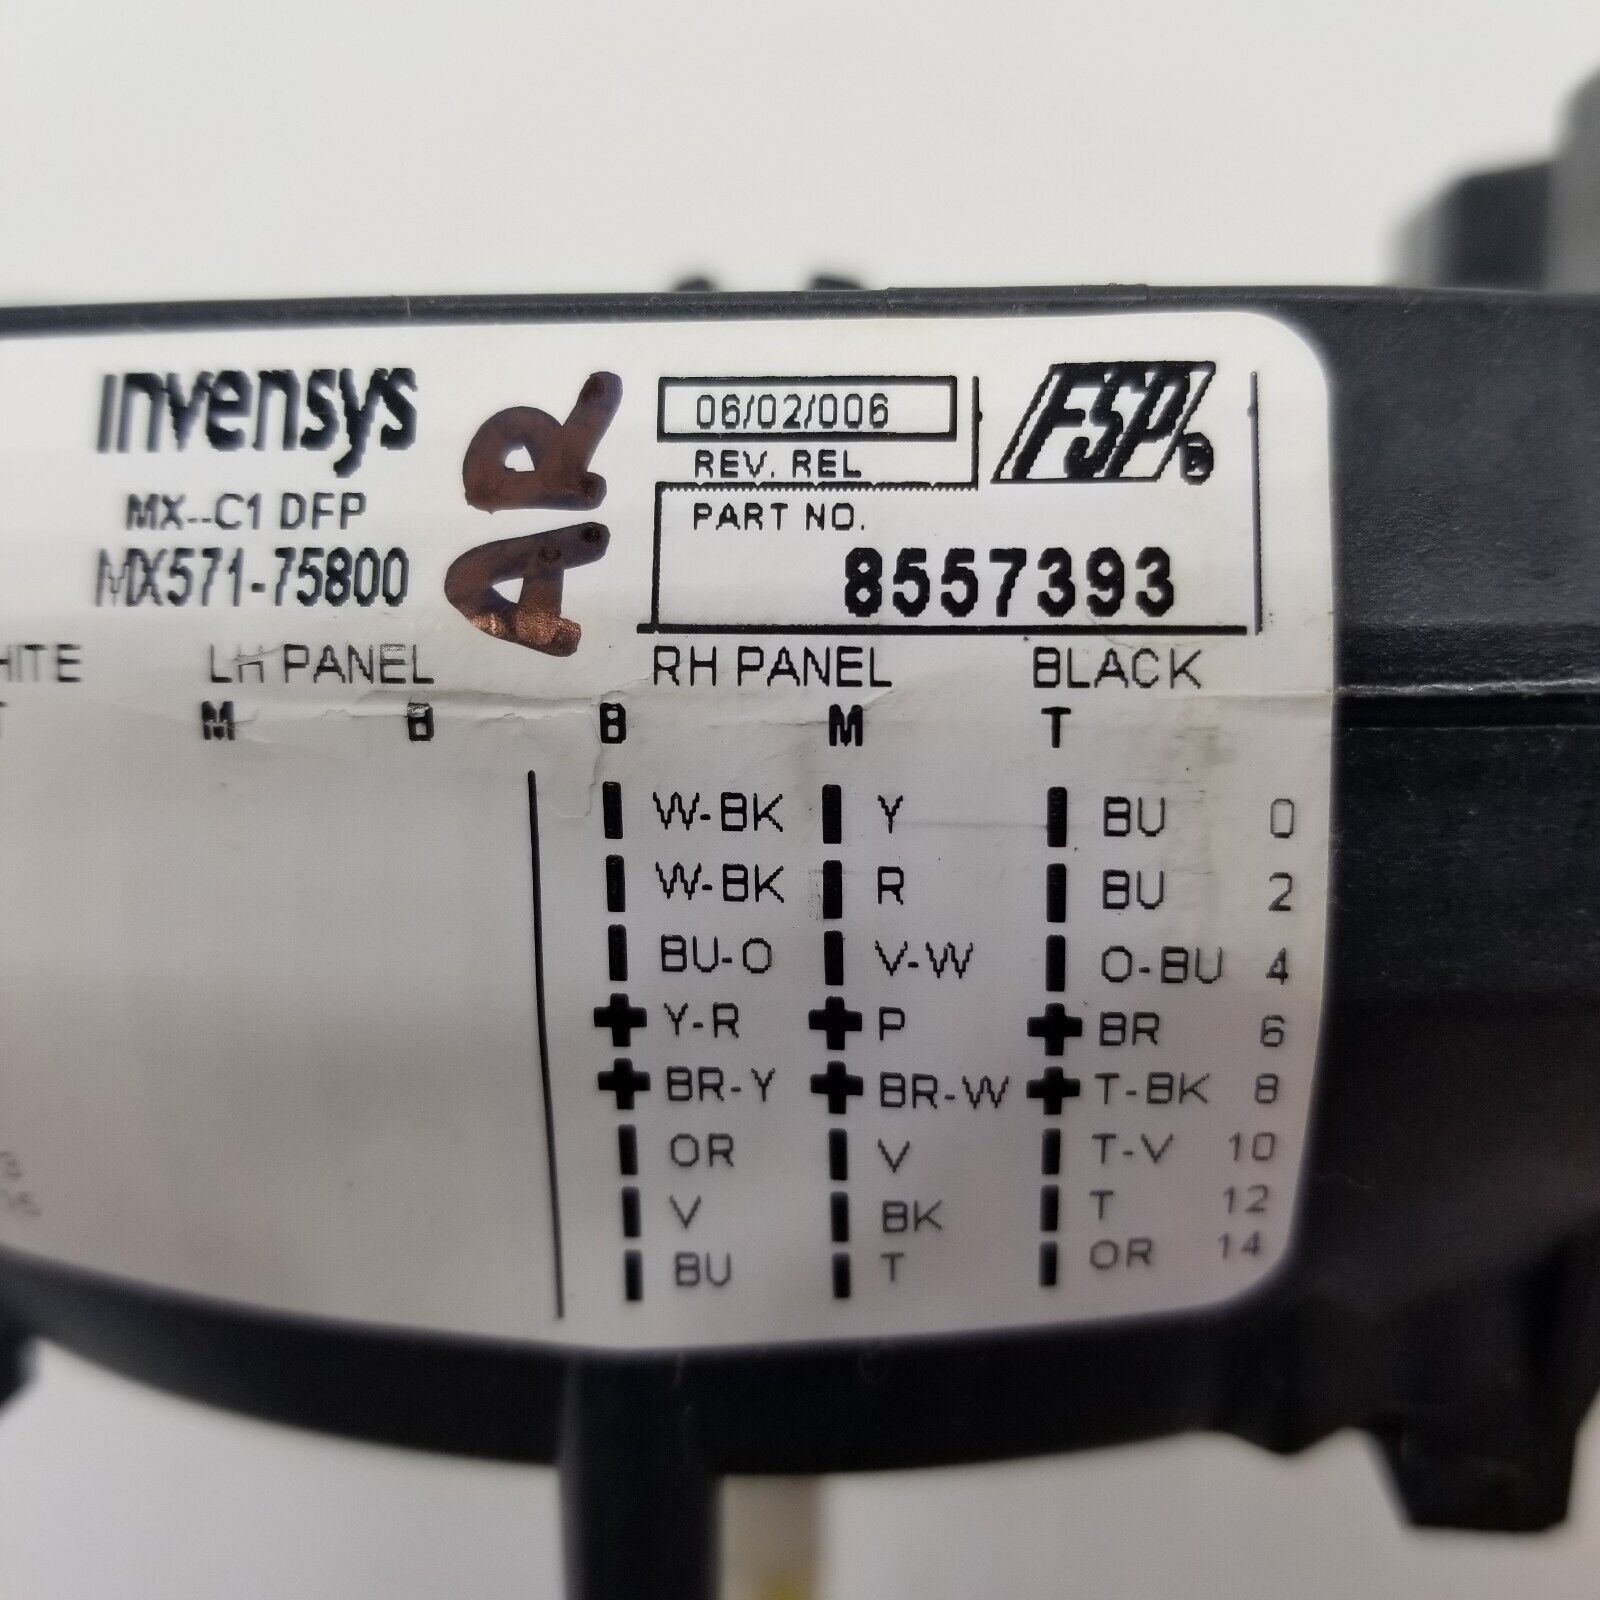 invensys
MX--C1 DFP
MX571-75800
AR
06/02/006
REV. REL
PART NO.
8557393
FSP®
HITE LH PANEL RH PANEL BLACK
T M B B M T
W-BK Y BU 0
W-BK R BU 2
BU-O V-W O-BU 4
Y-R P BR 6
BR-Y BR-W T-BK 8
OR V T-V 10
V BK T 12
BU T OR 14